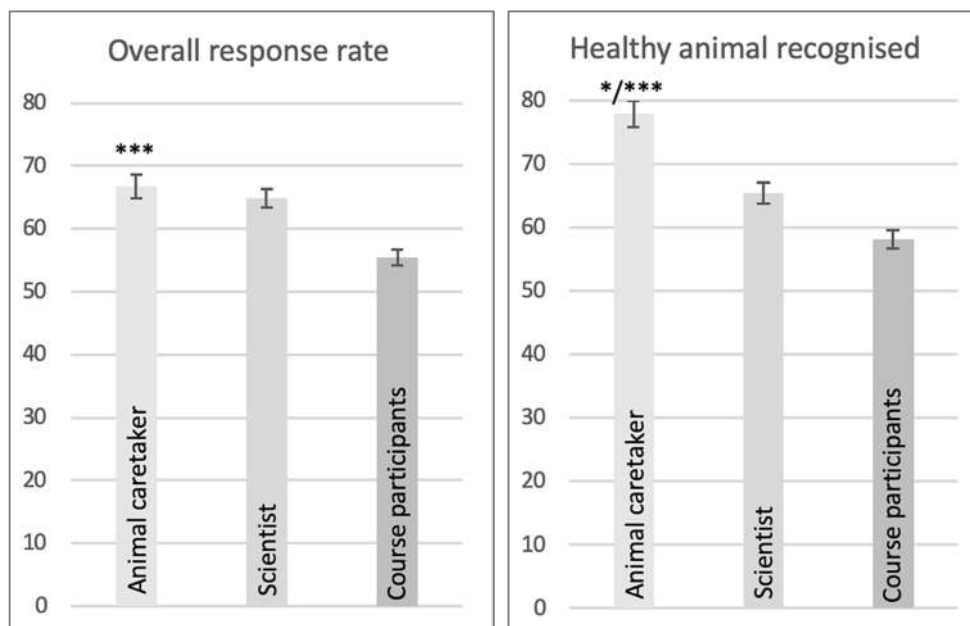 Overall response rate
80
***
70
60
50
40
30
20
10
0
Animal caretaker
Scientist
Course participants
Healthy animal recognised
80
*/***
70
60
50
40
30
20
10
0
Animal caretaker
Scientist
Course participants